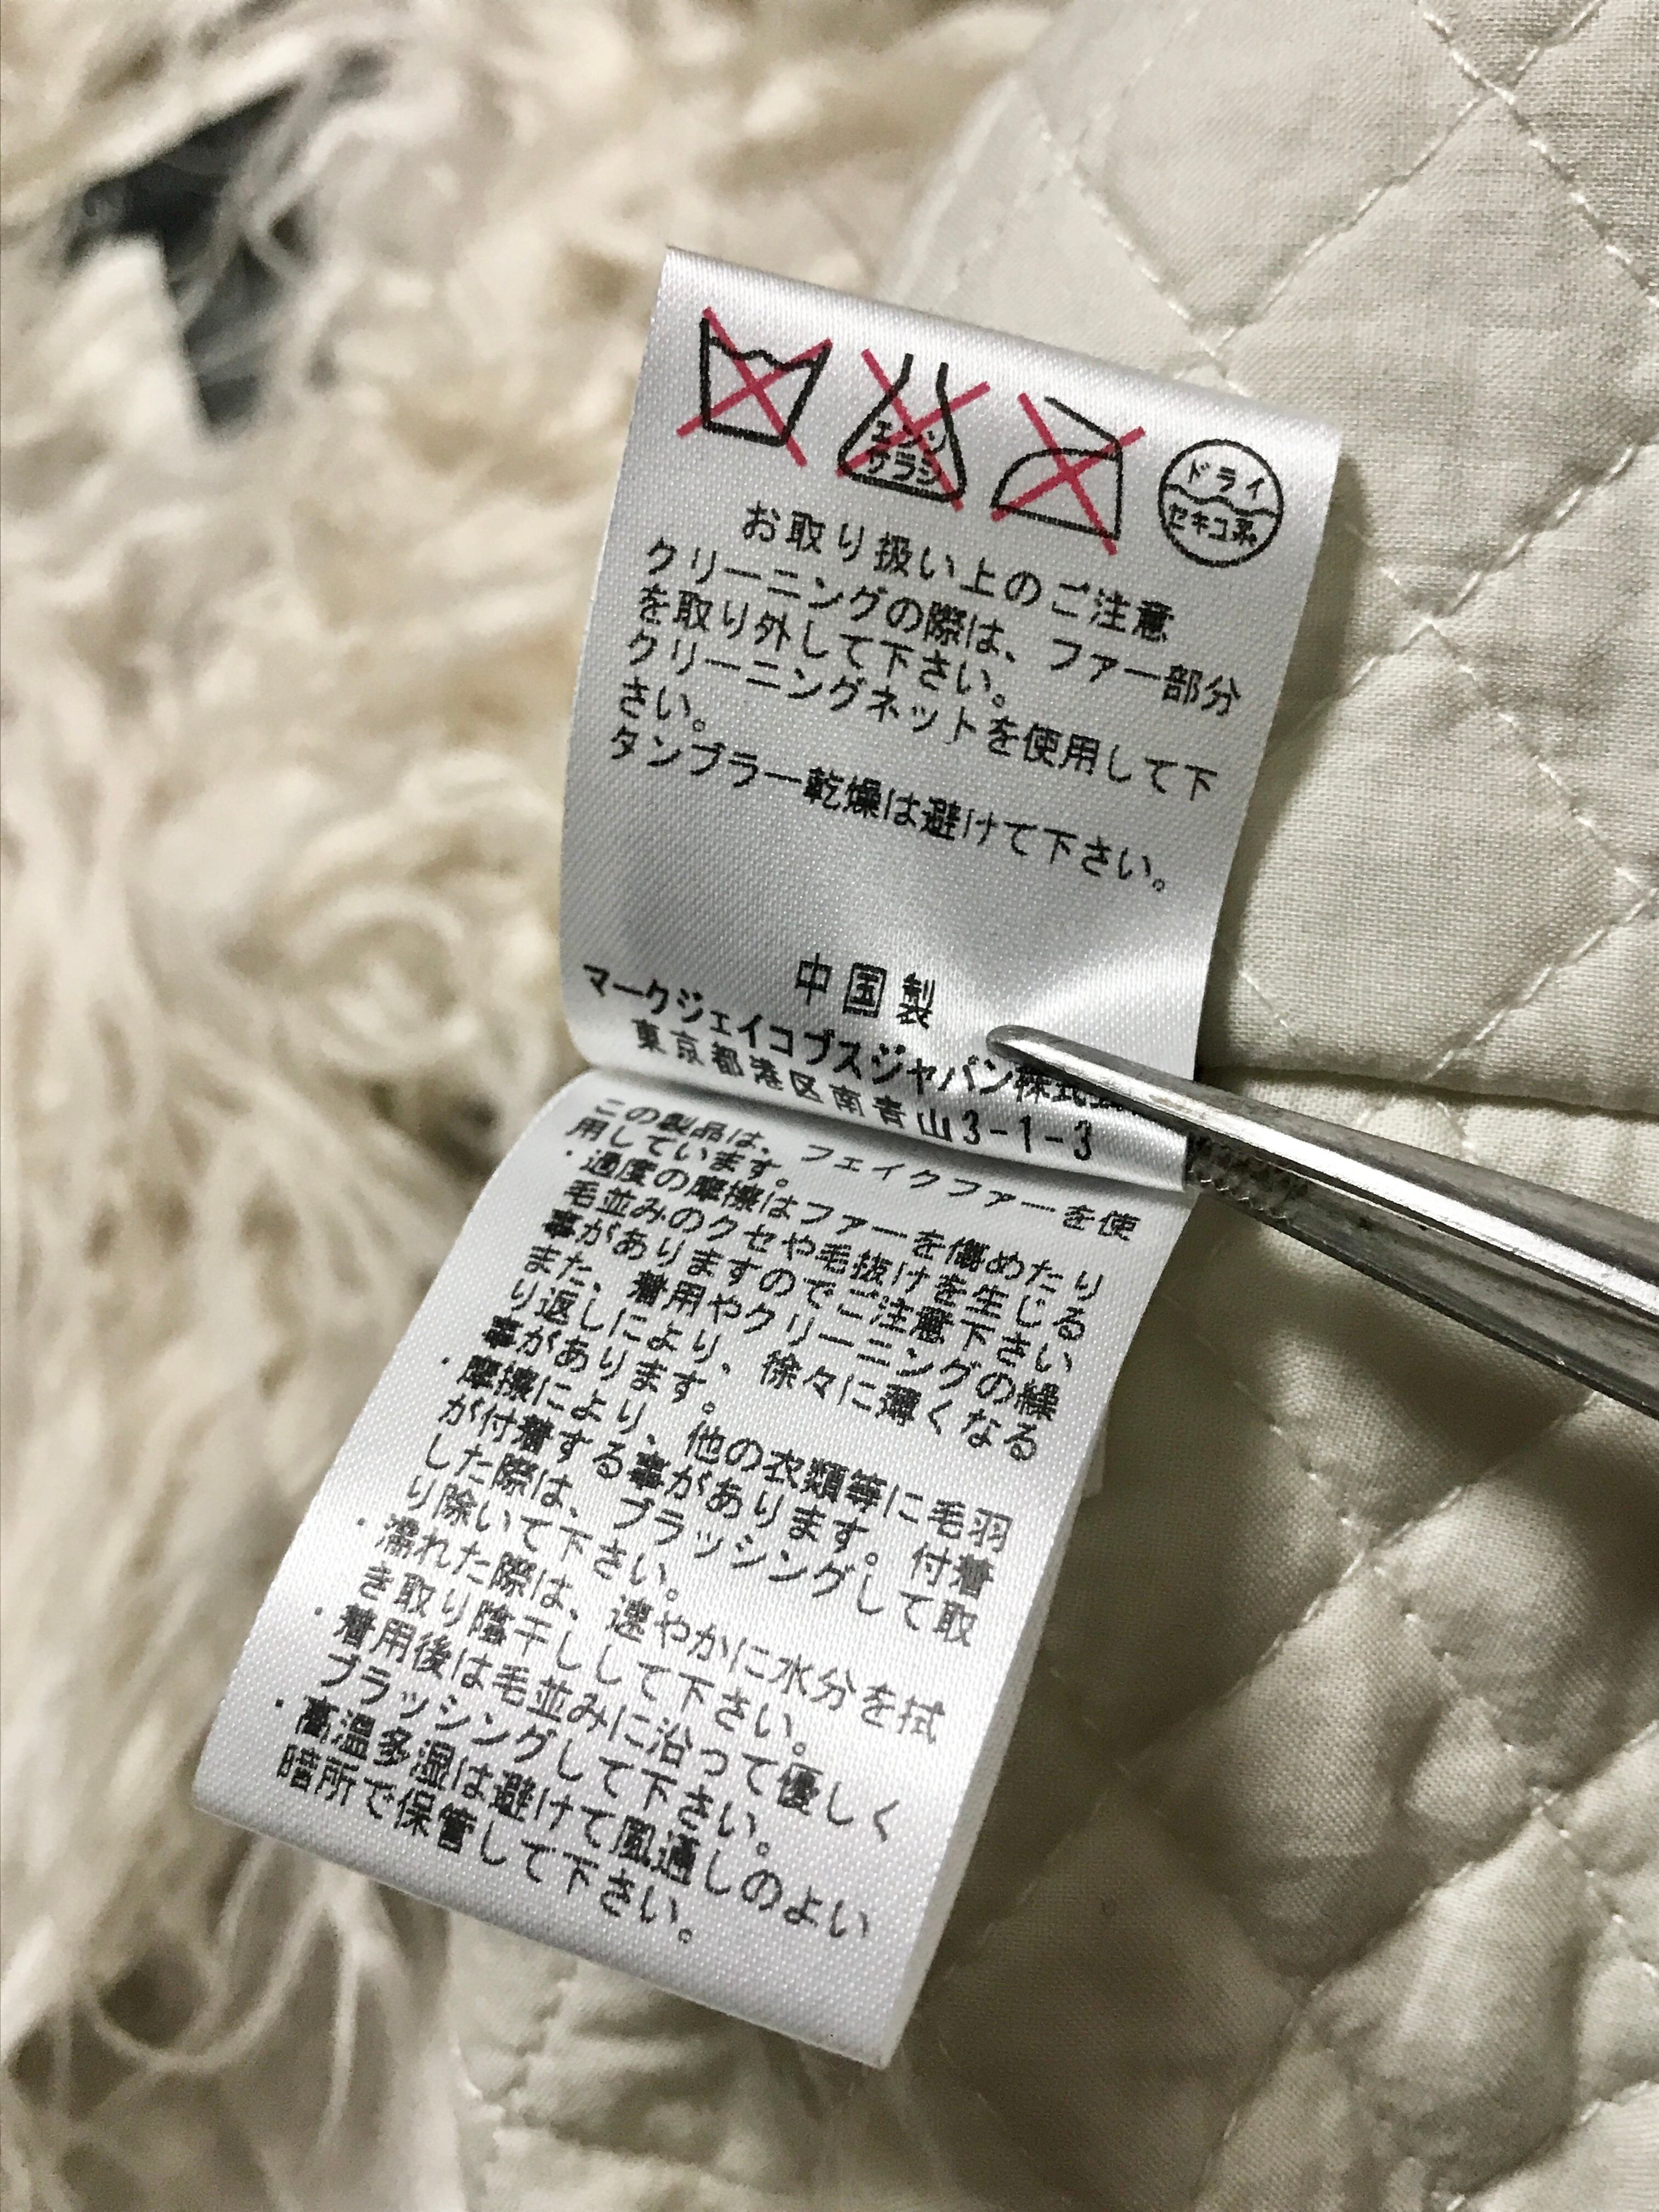 エンソ
サラシ
ドライ
セキユ系
お取り扱い上のご注意
クリーニングの際は、ファー部分
を取り外して下さい。
クリーニングネットを使用して下
さい。
タンブラー乾燥は避けて下さい。
中国製
マークジェイコブスジャパン株式
東京都港区南青山3-1-3
この製品は、フェイクファーを使
用しています。
・過度の摩擦はファーを傷めたり
毛並みのクセや毛抜けを生じる
事がありますのでご注意下さい
また、着用やクリーニングの繰
り返しにより、徐々に薄くなる
事があります。
・摩擦により、他の衣類等に毛羽
が付着する事があります。付着
した際は、ブラッシングして取
り除いて下さい。
・濡れた際は、速やかに水分を拭
き取り陰干しして下さい。
・着用後は毛並みに沿って優しく
ブラッシングして下さい。
・高温多湿は避けて風通しのよい
暗所で保管して下さい。